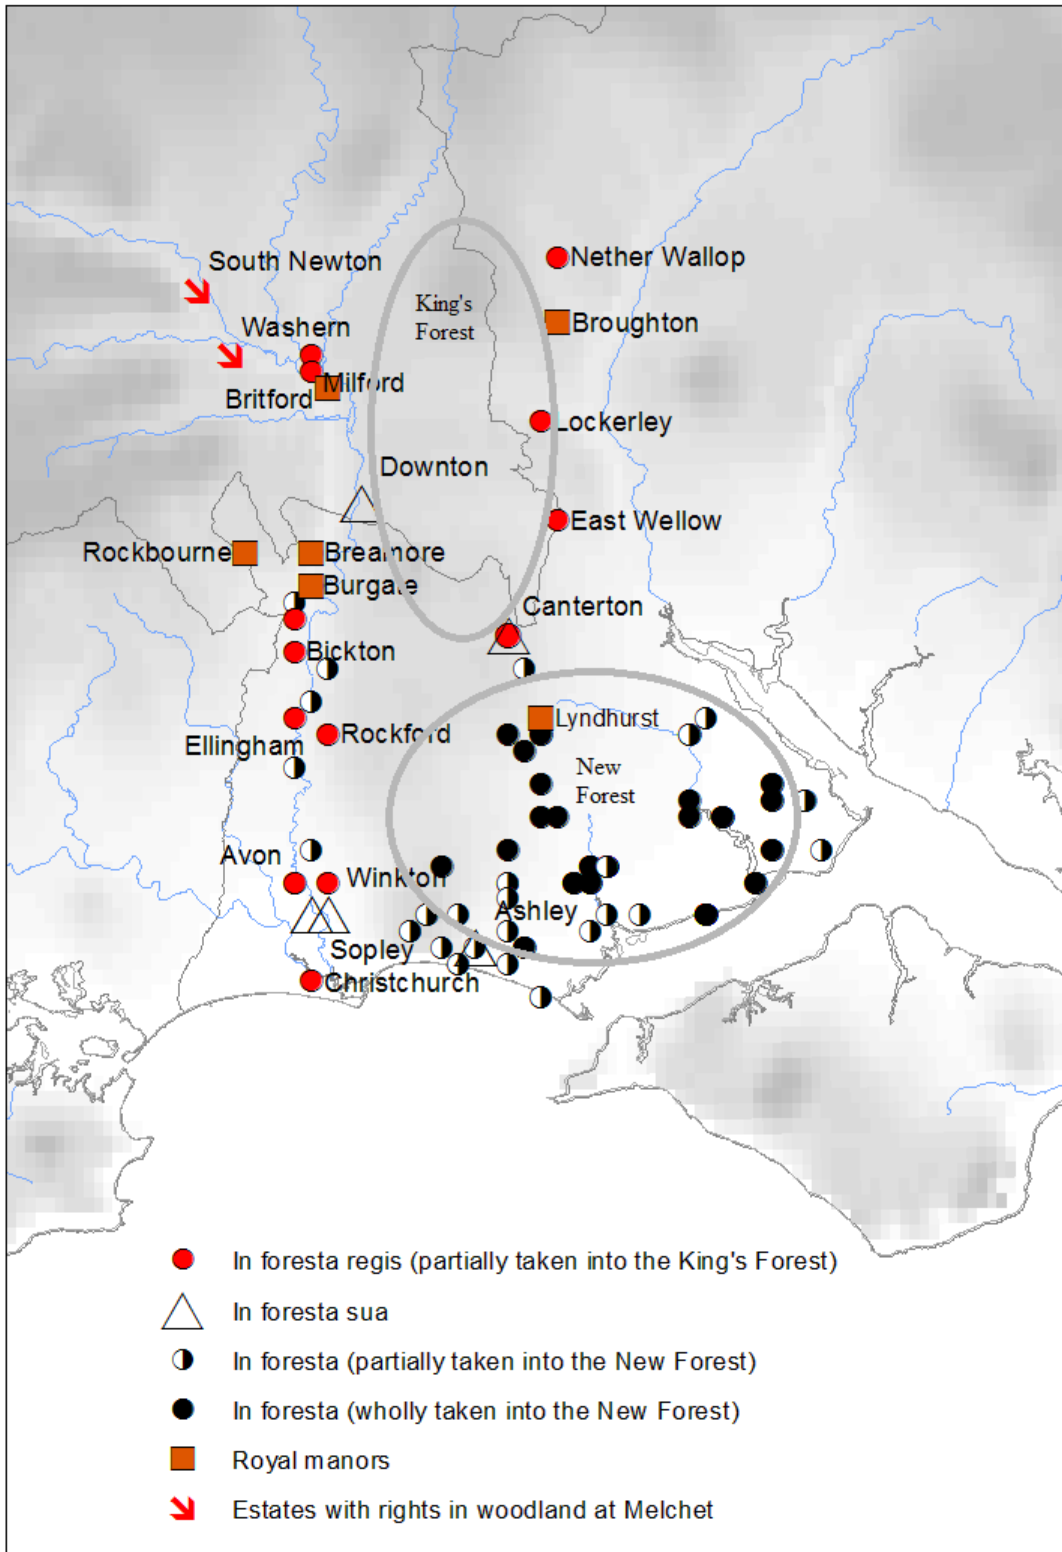 South Newton
Nether Wallop
King's
Forest
Washern
Broughton
Milford
Britford
Lockerley
Downton
East Wellow
Rockbourne
Breamore
Burgate
Canterton
Bickton
Lyndhurst
Ellingham
Rockford
New
Forest
Avon
Winkton
Ashley
Sopley
Christchurch
In foresta regis (partially taken into the King's Forest)
In foresta sua
In foresta (partially taken into the New Forest)
In foresta (wholly taken into the New Forest)
Royal manors
Estates with rights in woodland at Melchet